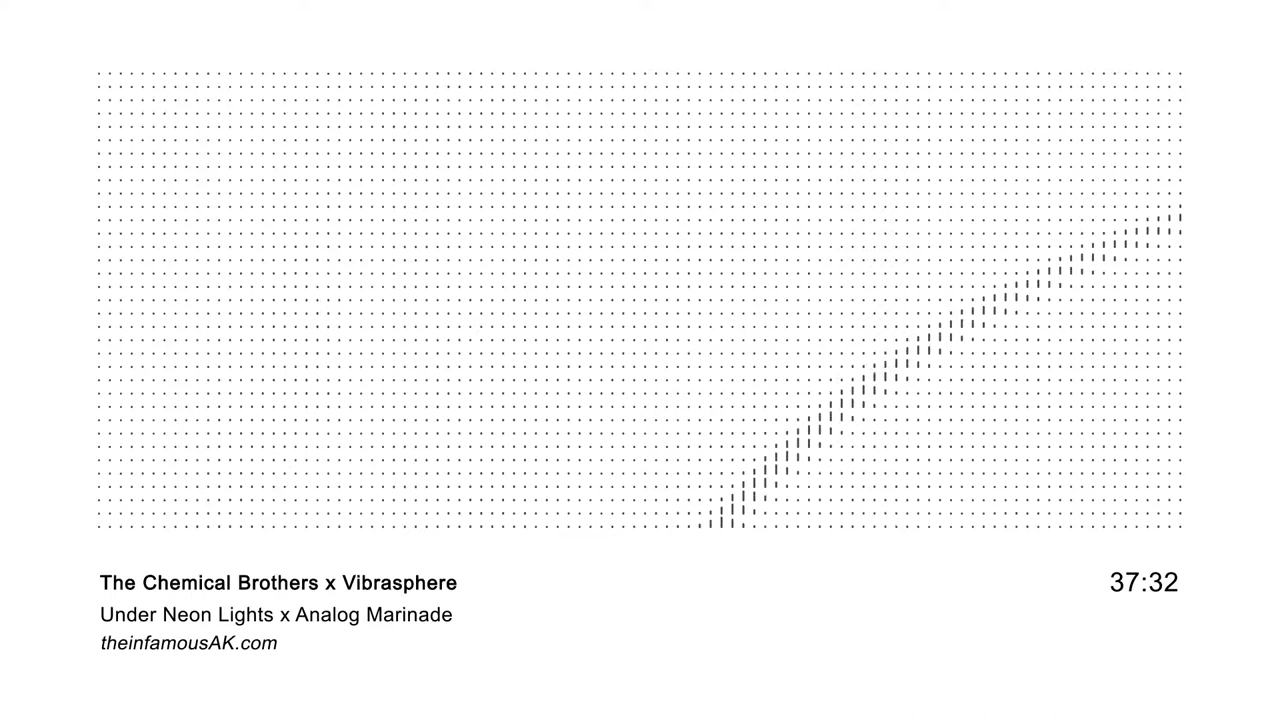 The Chemical Brothers x Vibrasphere
37:32
Under Neon Lights x Analog Marinade
theinfamousAK.com